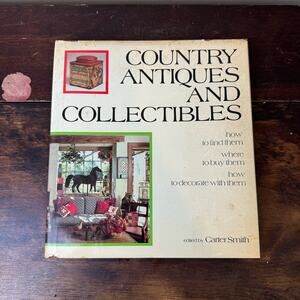 COUNTRY
ANTIQUES
AND
COLLECTIBLES
how
to find them
where
to buy them
how
to decorate with them
edited by Carter Smith